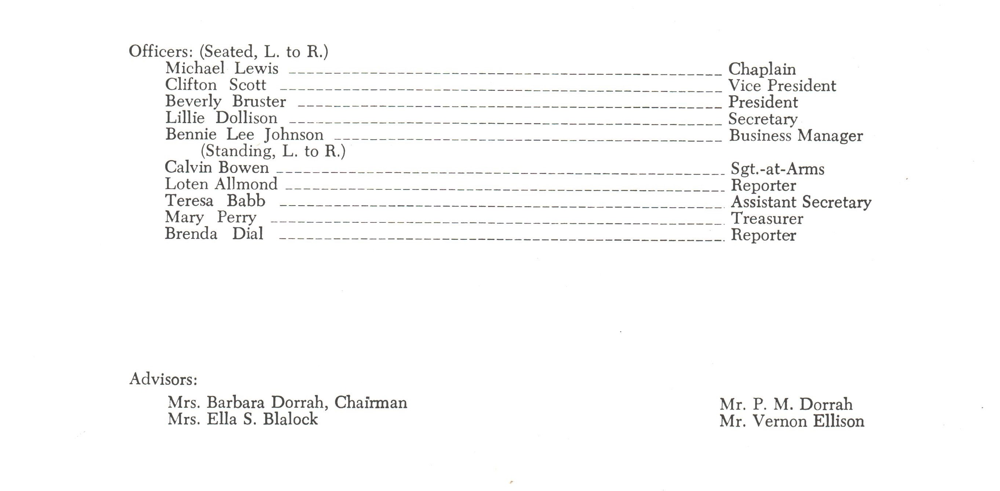 Officers: (Seated, L. to R.)
Michael Lewis ------------------------------------------------ Chaplain
Clifton Scott ------------------------------------------------- Vice President
Beverly Bruster ----------------------------------------------- President
Lillie Dollison ------------------------------------------------ Secretary
Bennie Lee Johnson ------------------------------------------- Business Manager
(Standing, L. to R.)
Calvin Bowen -------------------------------------------------- Sgt.-at-Arms
Loten Allmond ------------------------------------------------- Reporter
Teresa Babb -------------------------------------------------- Assistant Secretary
Mary Perry --------------------------------------------------- Treasurer
Brenda Dial -------------------------------------------------- Reporter
Advisors:
Mrs. Barbara Dorrah, Chairman Mr. P. M. Dorrah
Mrs. Ella S. Blalock Mr. Vernon Ellison